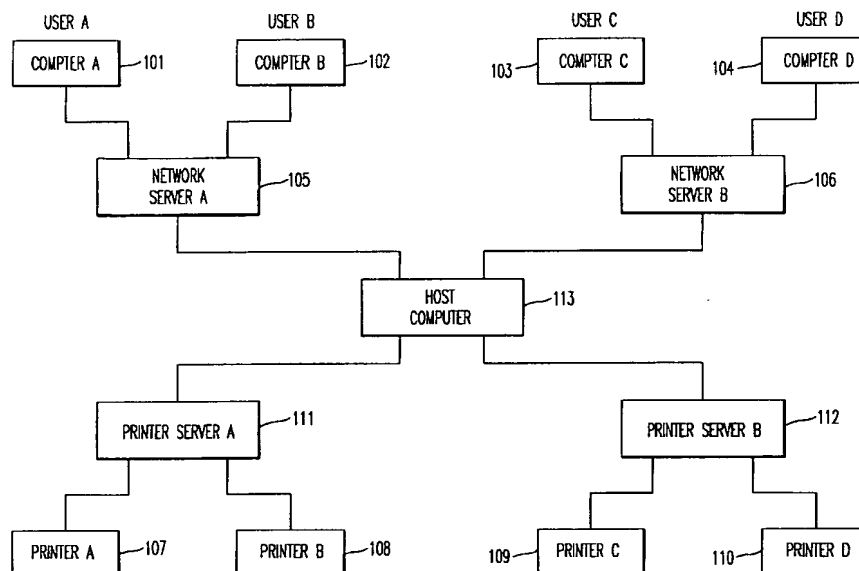 USER A
USER B
USER C
USER D
COMPTER A
101
COMPTER B
102
103
COMPTER C
104
COMPTER D
NETWORK
SERVER A
105
NETWORK
SERVER B
106
HOST
COMPUTER
113
PRINTER SERVER A
111
PRINTER SERVER B
112
PRINTER A
107
PRINTER B
108
109
PRINTER C
110
PRINTER D